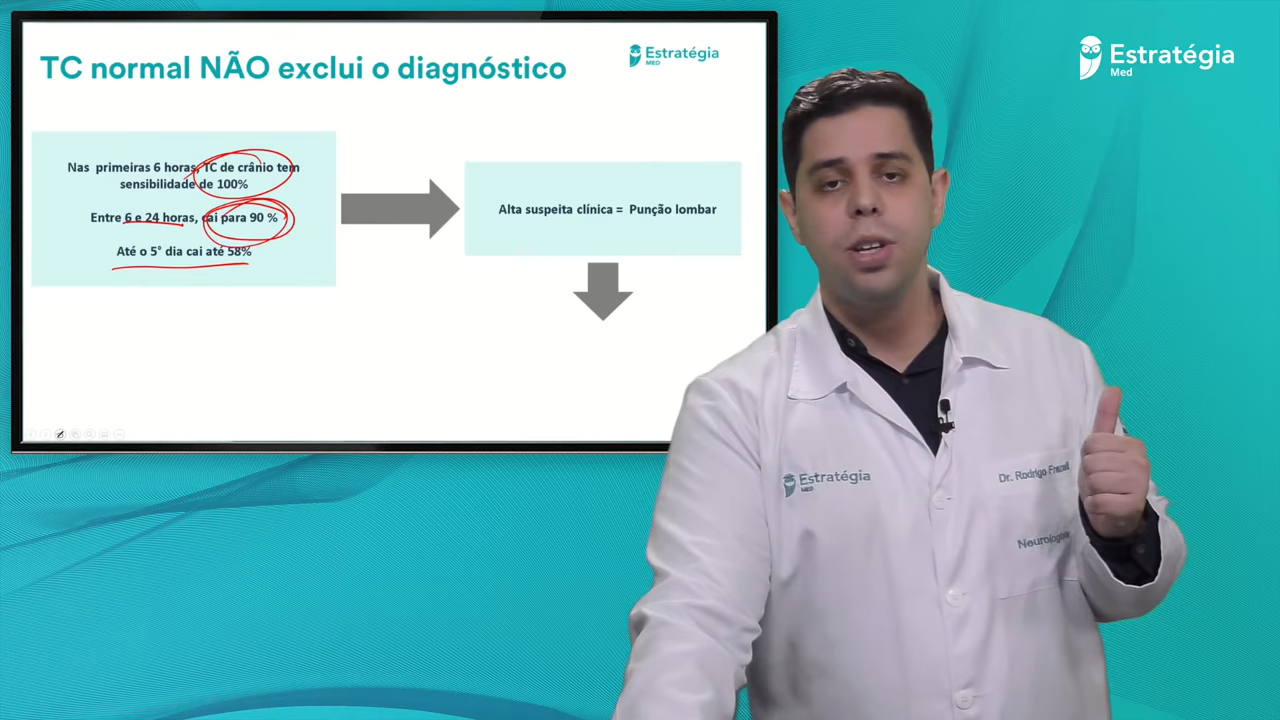 TC normal NÃO exclui o diagnóstico
Estratégia
MED
Nas primeiras 6 horas, TC de crânio tem
sensibilidade de 100%
Entre 6 e 24 horas, cai para 90 %
Até o 5° dia cai até 58%
Alta suspeita clínica = Punção lombar
Estratégia
Med
Estratégia
MED
Dr. Rodrigo